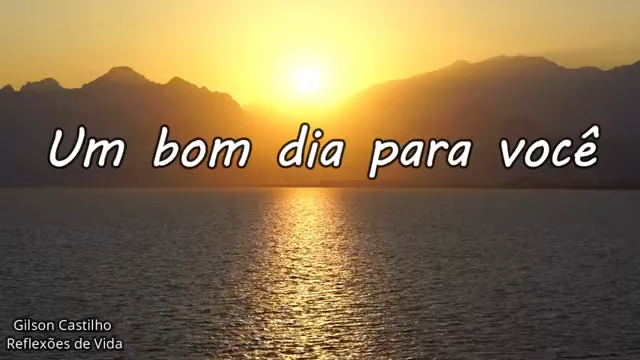 Um bom dia para você
Gilson Castilho
Reflexões de Vida